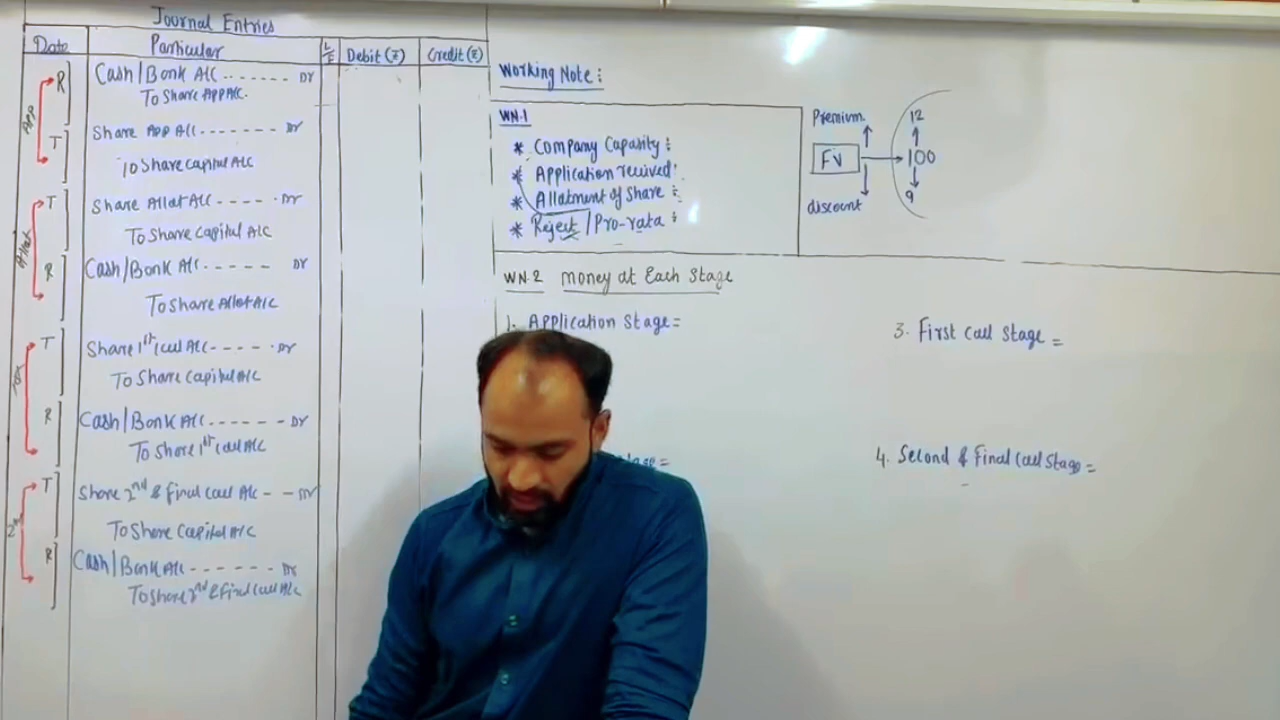 Journal Entries
Date Particular L/F Debit (₹) Credit (₹)
App
R Cash/Bank A/c ....... Dr
To Share App A/c.
T Share App A/c ------- Dr
To Share capital A/c
Allot
T Share Allot A/c ---- . Dr
To Share Capital A/c
R Cash/Bank A/c . ---- Dr
To Share Allot A/c
T Share 1st call A/c ---- . Dr
To Share Capital A/c
R Cash/Bank A/c ...--- - Dr
To Share 1st Call A/c
2nd
T Share 2nd & Final Call A/c - - Dr
To Share Capital A/c
R Cash/Bank A/c ------ Dr
To Share 2nd & Final Call A/c
Working Note :
WN.1
* Company Capasity :
* Application recived :
* Allatment of Share :
* Reject / Pro-rata :
Premium
FV
discount
12
100
9
WN.2 money at Each Stage
1. Application Stage =
stage =
3. First Call Stage =
4. Second & Final Call Stage =